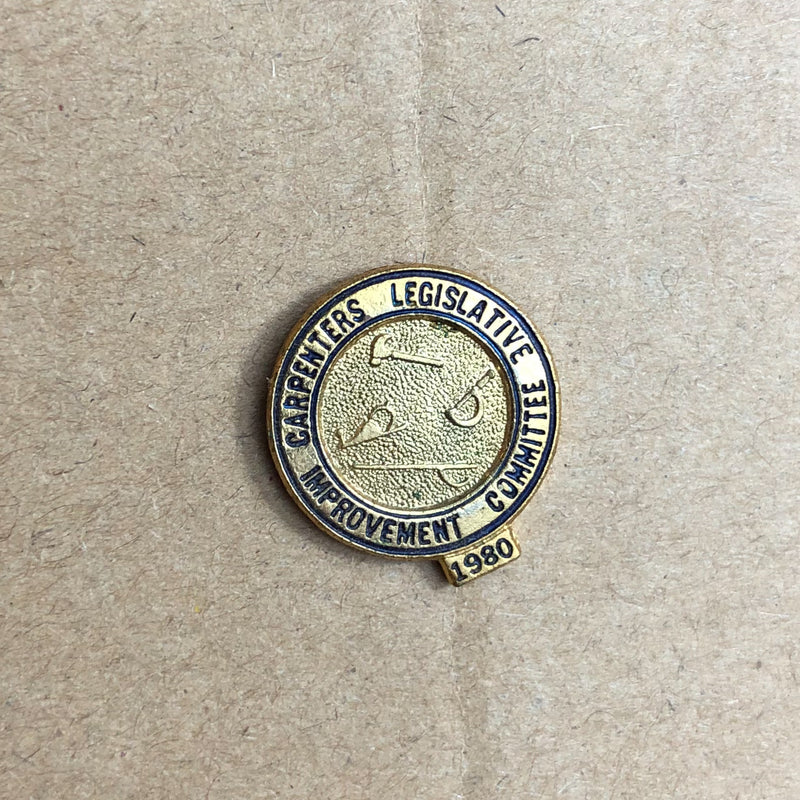 CARPENTERS LEGISLATIVE
IMPROVEMENT COMMITTEE
1980